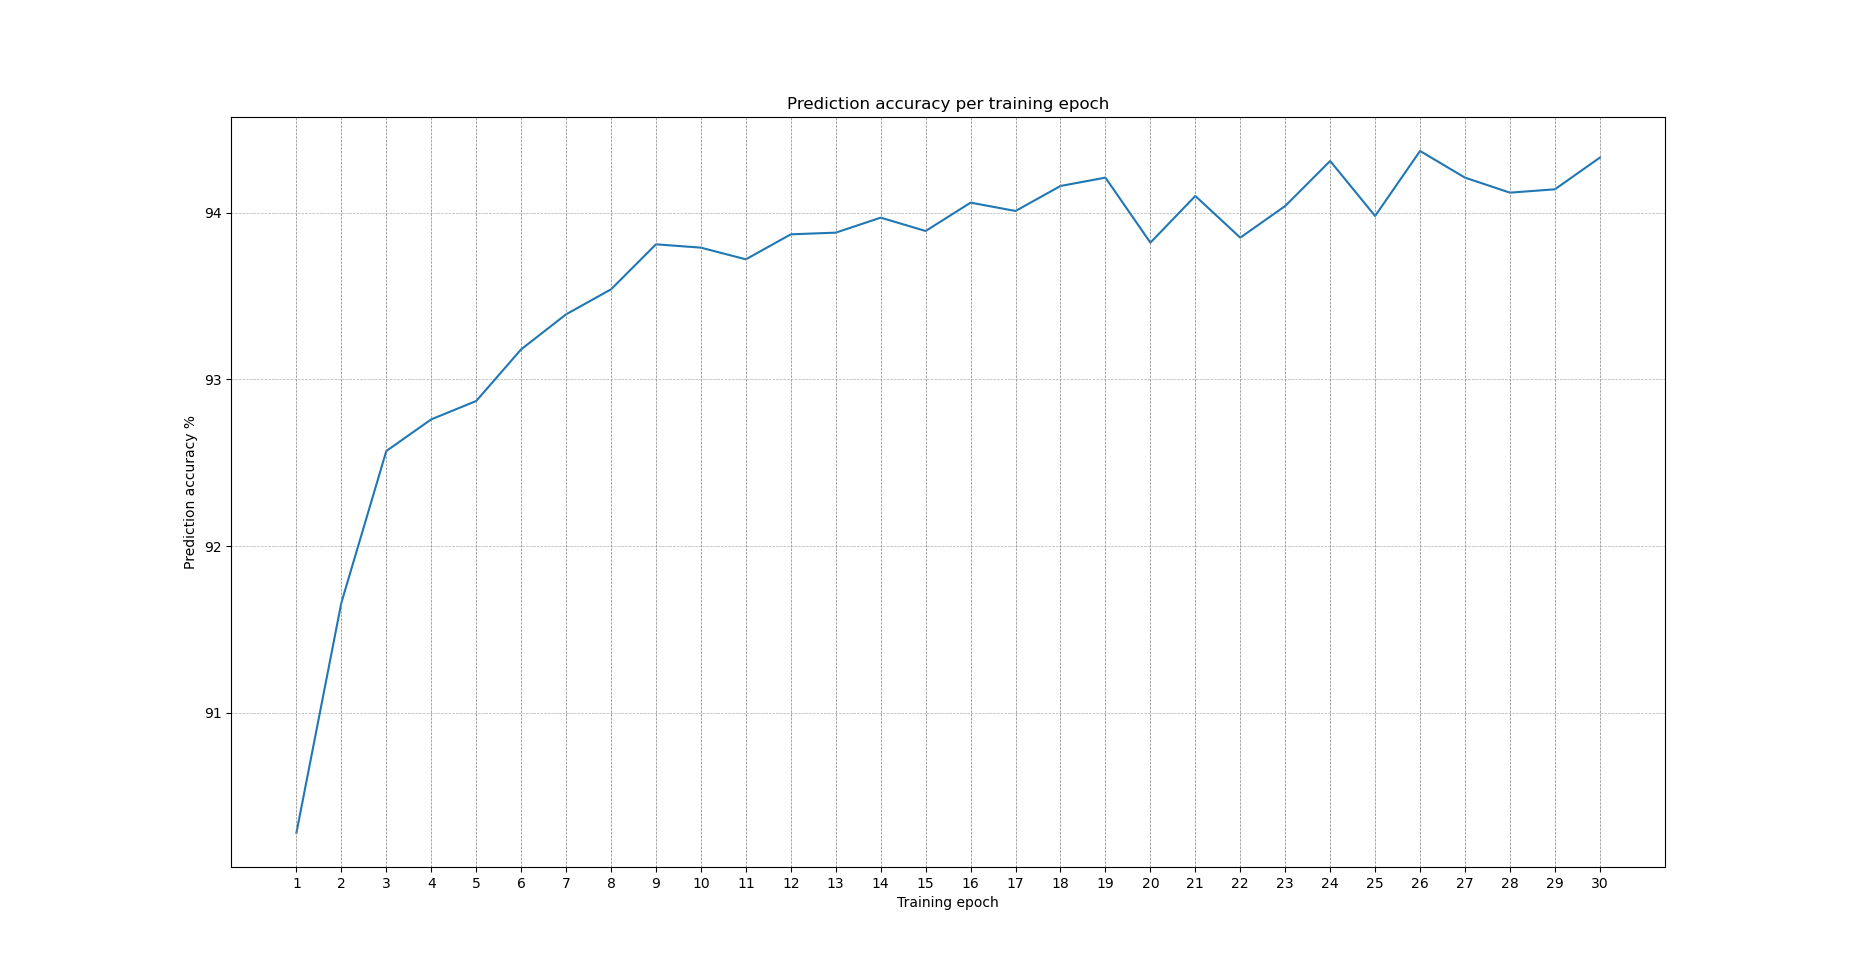 Prediction accuracy per training epoch
Prediction accuracy %
94
93
92
91
1 2 3 4 5 6 7 8 9 10 11 12 13 14 15 16 17 18 19 20 21 22 23 24 25 26 27 28 29 30
Training epoch